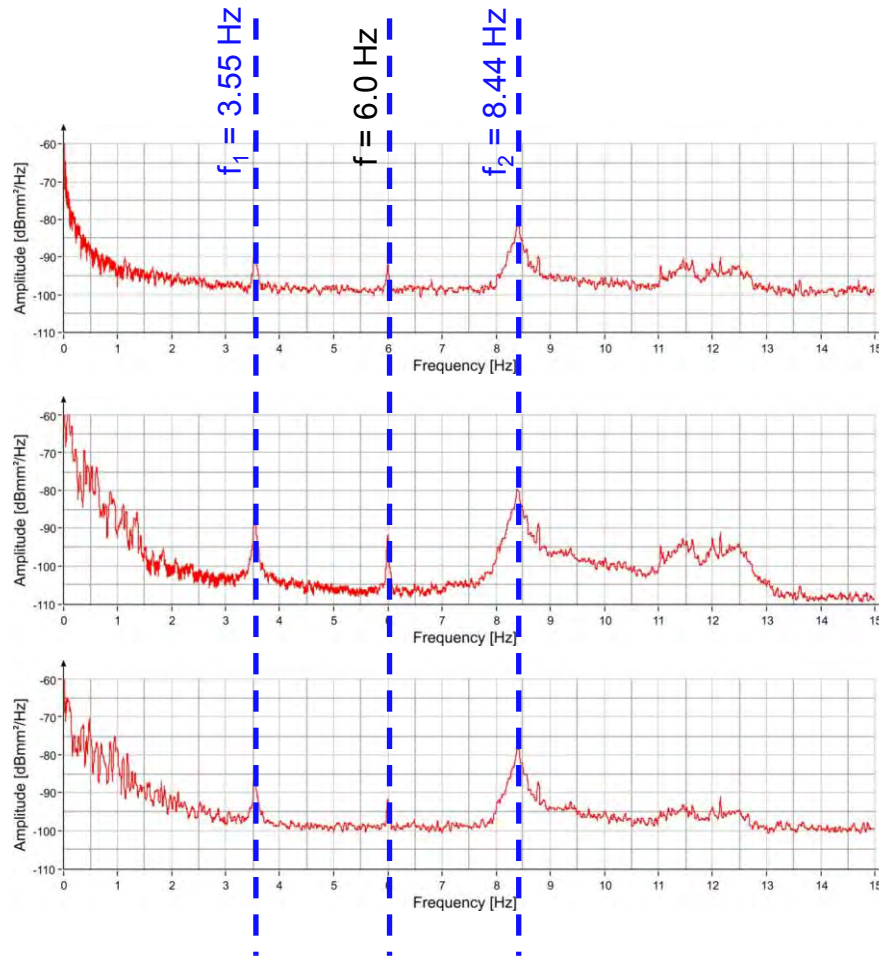 f₁ = 3.55 Hz
f = 6.0 Hz
f₂ = 8.44 Hz
Amplitude [dBmm²/Hz]
-60
-70
-80
-90
-100
-110
0 1 2 3 4 5 6 7 8 9 10 11 12 13 14 15
Frequency [Hz]
Amplitude [dBmm²/Hz]
-60
-70
-80
-90
-100
-110
0 1 2 3 4 5 6 7 8 9 10 11 12 13 14 15
Frequency [Hz]
Amplitude [dBmm²/Hz]
-60
-70
-80
-90
-100
-110
0 1 2 3 4 5 6 7 8 9 10 11 12 13 14 15
Frequency [Hz]